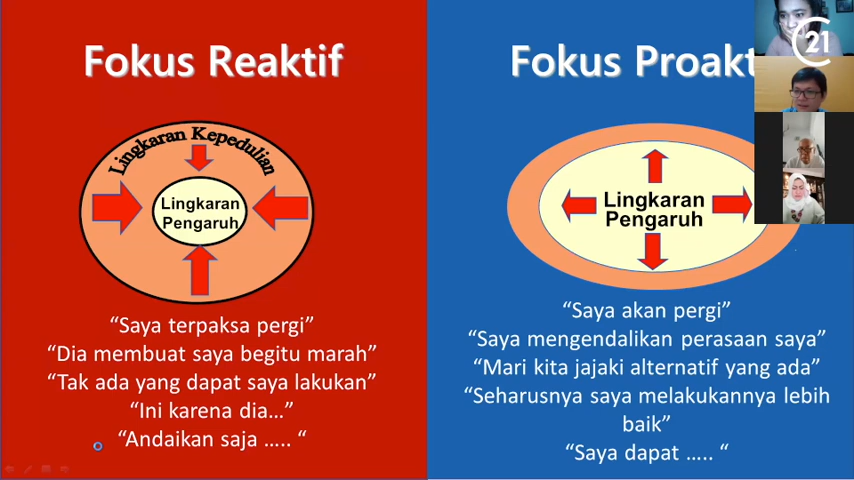 Fokus Reaktif
Lingkaran Kepedulian
Lingkaran
Pengaruh
“Saya terpaksa pergi”
“Dia membuat saya begitu marah”
“Tak ada yang dapat saya lakukan”
“Ini karena dia…”
“Andaikan saja ….. “
Fokus Proakt
Lingkaran
Pengaruh
“Saya akan pergi”
“Saya mengendalikan perasaan saya”
“Mari kita jajaki alternatif yang ada”
“Seharusnya saya melakukannya lebih
baik”
“Saya dapat ….. “
C21